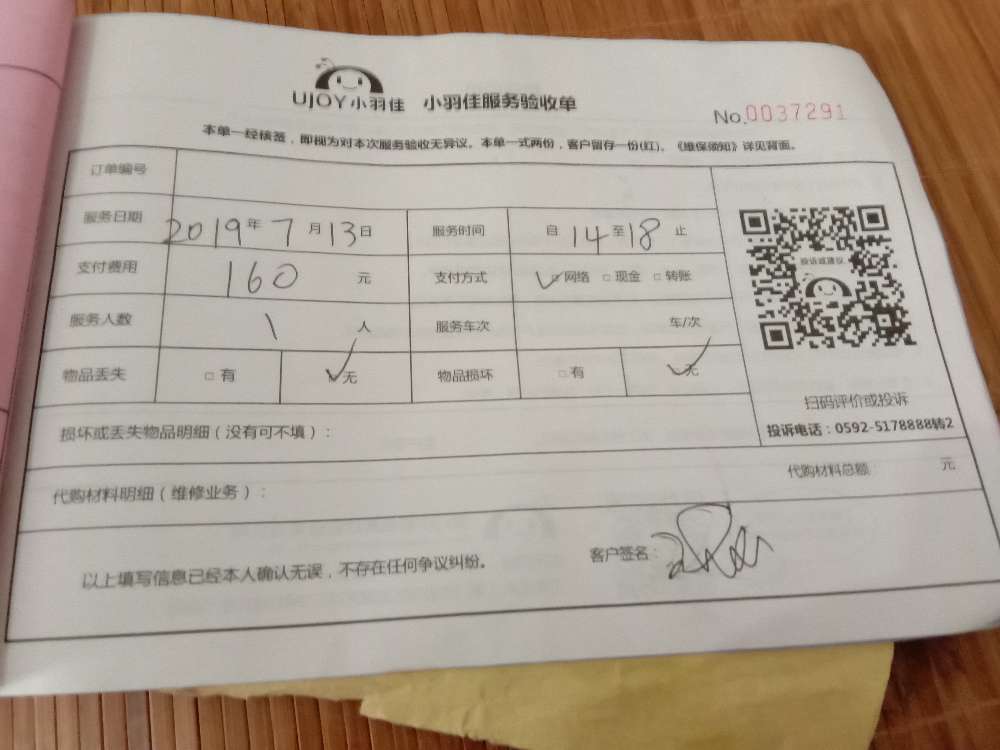 UJOY小羽佳 小羽佳服务验收单
No.0037291
本单一经核签，即视为对本次服务验收无异议。本单一式两份，客户留存一份(红)。《维保须知》详见背面。
订单编号
服务日期 2019年7月13日 服务时间 自14至18止
支付费用 160 元 支付方式 ☑网络 □现金 □转账
服务人数 1 人 服务车次 车/次
物品丢失 □有 ☑无 物品损坏 □有 ☑无
投诉或建议
扫码评价或投诉
投诉电话：0592-5178888转2
损坏或丢失物品明细（没有可不填）：
代购材料明细（维修业务）： 代购材料总额 元
以上填写信息已经本人确认无误，不存在任何争议纠纷。 客户签名：